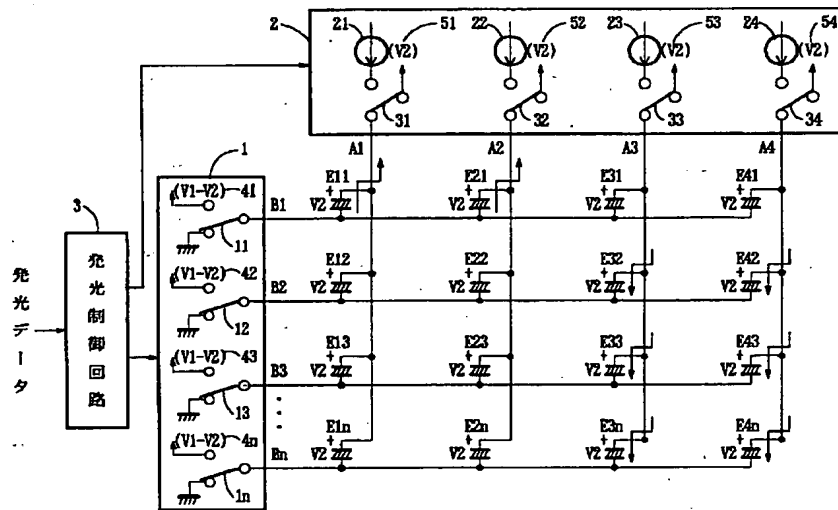 2
21 (V2) 51
22 (V2) 52
23 (V2) 53
24 (V2) 54
31 32 33 34
A1 A2 A3 A4
1
3
発光データ
発光制御回路
(V1-V2) 41
11
(V1-V2) 42
12
(V1-V2) 43
13
(V1-V2) 4n
1n
B1
B2
B3
Bn
E11 E21 E31 E41
+ + + +
V2 V2 V2 V2
E12 E22 E32 E42
+ + + +
V2 V2 V2 V2
E13 E23 E33 E43
+ + + +
V2 V2 V2 V2
E1n E2n E3n E4n
+ + + +
V2 V2 V2 V2